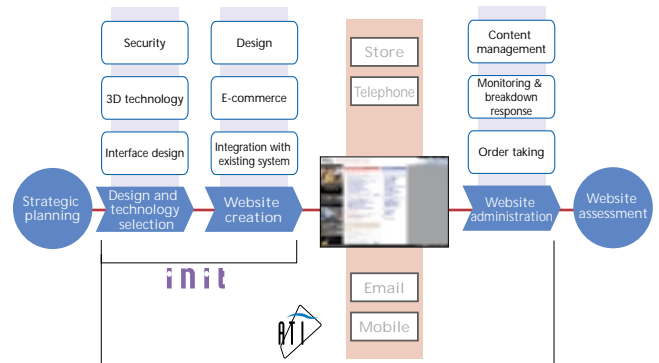 Security
3D technology
Interface design
Design
E-commerce
Integration with
existing system
Store
Telephone
Content
management
Monitoring &
breakdown
response
Order taking
Strategic
planning
Design and
technology
selection
Website
creation
Website
administration
Website
assessment
init
ATI
Email
Mobile